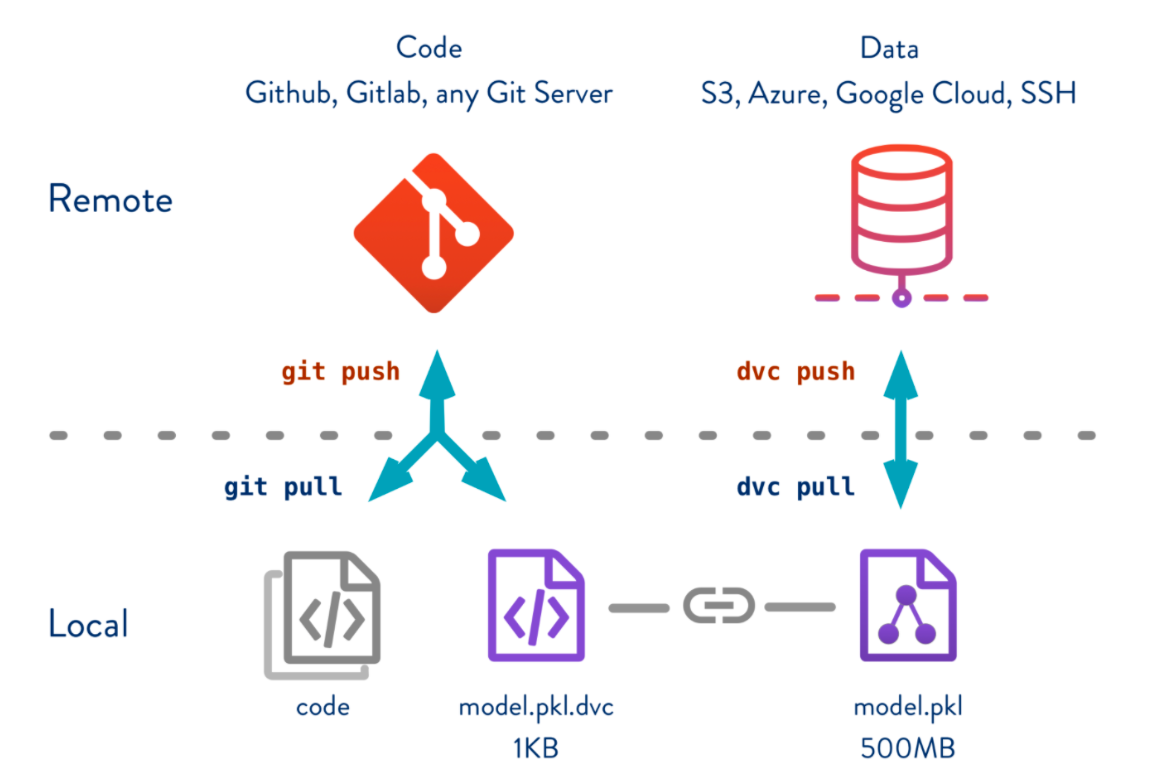 Code
Github, Gitlab, any Git Server
Data
S3, Azure, Google Cloud, SSH
Remote
git push
dvc push
git pull
dvc pull
Local
code
model.pkl.dvc
1KB
model.pkl
500MB